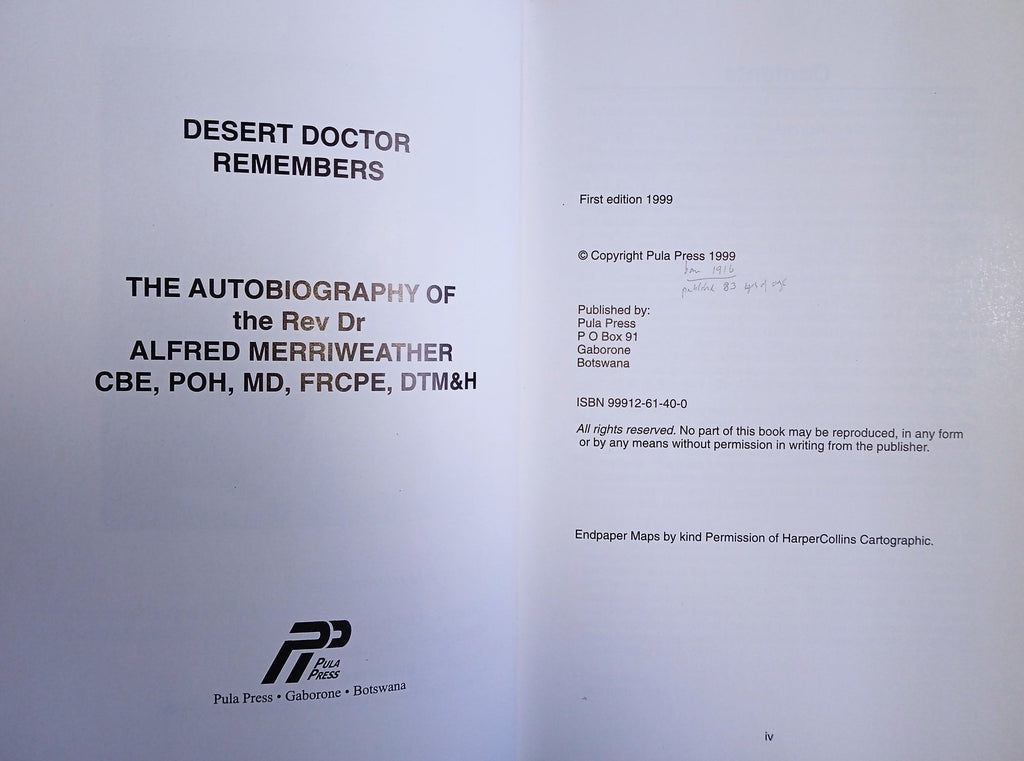 DESERT DOCTOR
REMEMBERS
THE AUTOBIOGRAPHY OF
the Rev Dr
ALFRED MERRIWEATHER
CBE, POH, MD, FRCPE, DTM&H
PULA
PRESS
Pula Press • Gaborone • Botswana
First edition 1999
© Copyright Pula Press 1999
born 1916
published 83 yrs of age
Published by:
Pula Press
P O Box 91
Gaborone
Botswana
ISBN 99912-61-40-0
All rights reserved. No part of this book may be reproduced, in any form
or by any means without permission in writing from the publisher.
Endpaper Maps by kind Permission of HarperCollins Cartographic.
iv